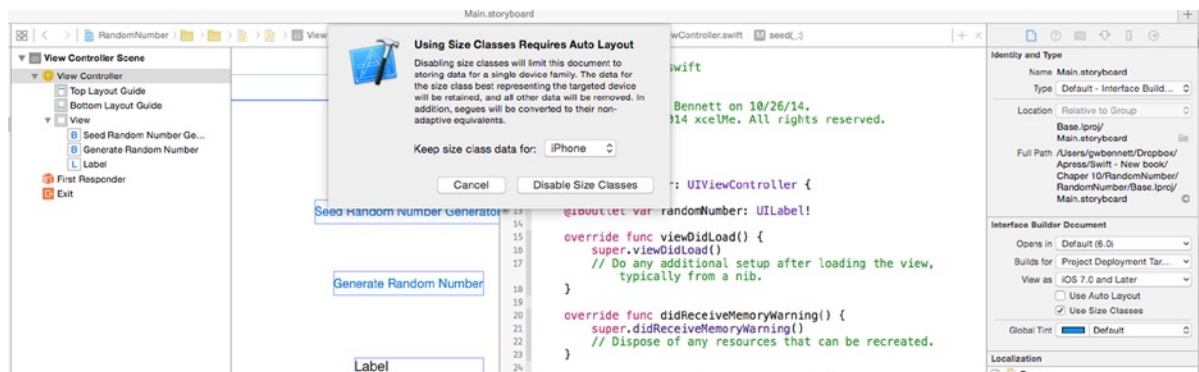 Main.storyboard
RandomNumber
View
wController.swift
seed(_:)
View Controller Scene
View Controller
Top Layout Guide
Bottom Layout Guide
View
B Seed Random Number Ge...
B Generate Random Number
L Label
First Responder
Exit
Using Size Classes Requires Auto Layout
Disabling size classes will limit this document to
storing data for a single device family. The data for
the size class best representing the targeted device
will be retained, and all other data will be removed. In
addition, segues will be converted to their non-
adaptive equivalents.
Keep size class data for: iPhone
Cancel
Disable Size Classes
Seed Random Number Generator
Generate Random Number
Label
swift
Bennett on 10/26/14.
14 xcelMe. All rights reserved.
r: UIViewController {
13 @IBOutlet var randomNumber: UILabel!
14
15 override func viewDidLoad() {
16 super.viewDidLoad()
17 // Do any additional setup after loading the view,
typically from a nib.
18 }
19
20 override func didReceiveMemoryWarning() {
21 super.didReceiveMemoryWarning()
22 // Dispose of any resources that can be recreated.
23 }
24
Identity and Type
Name Main.storyboard
Type Default - Interface Build...
Location Relative to Group
Base.lproj/
Main.storyboard
Full Path /Users/gwbennett/Dropbox/
Apress/Swift - New book/
Chaper 10/RandomNumber/
RandomNumber/Base.lproj/
Main.storyboard
Interface Builder Document
Opens in Default (6.0)
Builds for Project Deployment Tar...
View as iOS 7.0 and Later
Use Auto Layout
Use Size Classes
Global Tint Default
Localization